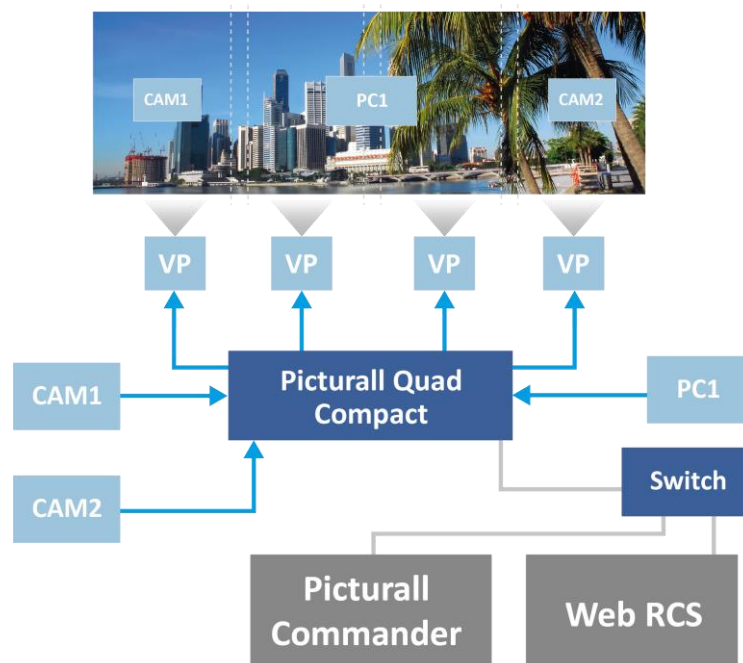 CAM1
PC1
CAM2
VP
VP
VP
VP
CAM1
Picturall Quad
Compact
PC1
CAM2
Switch
Picturall
Commander
Web RCS